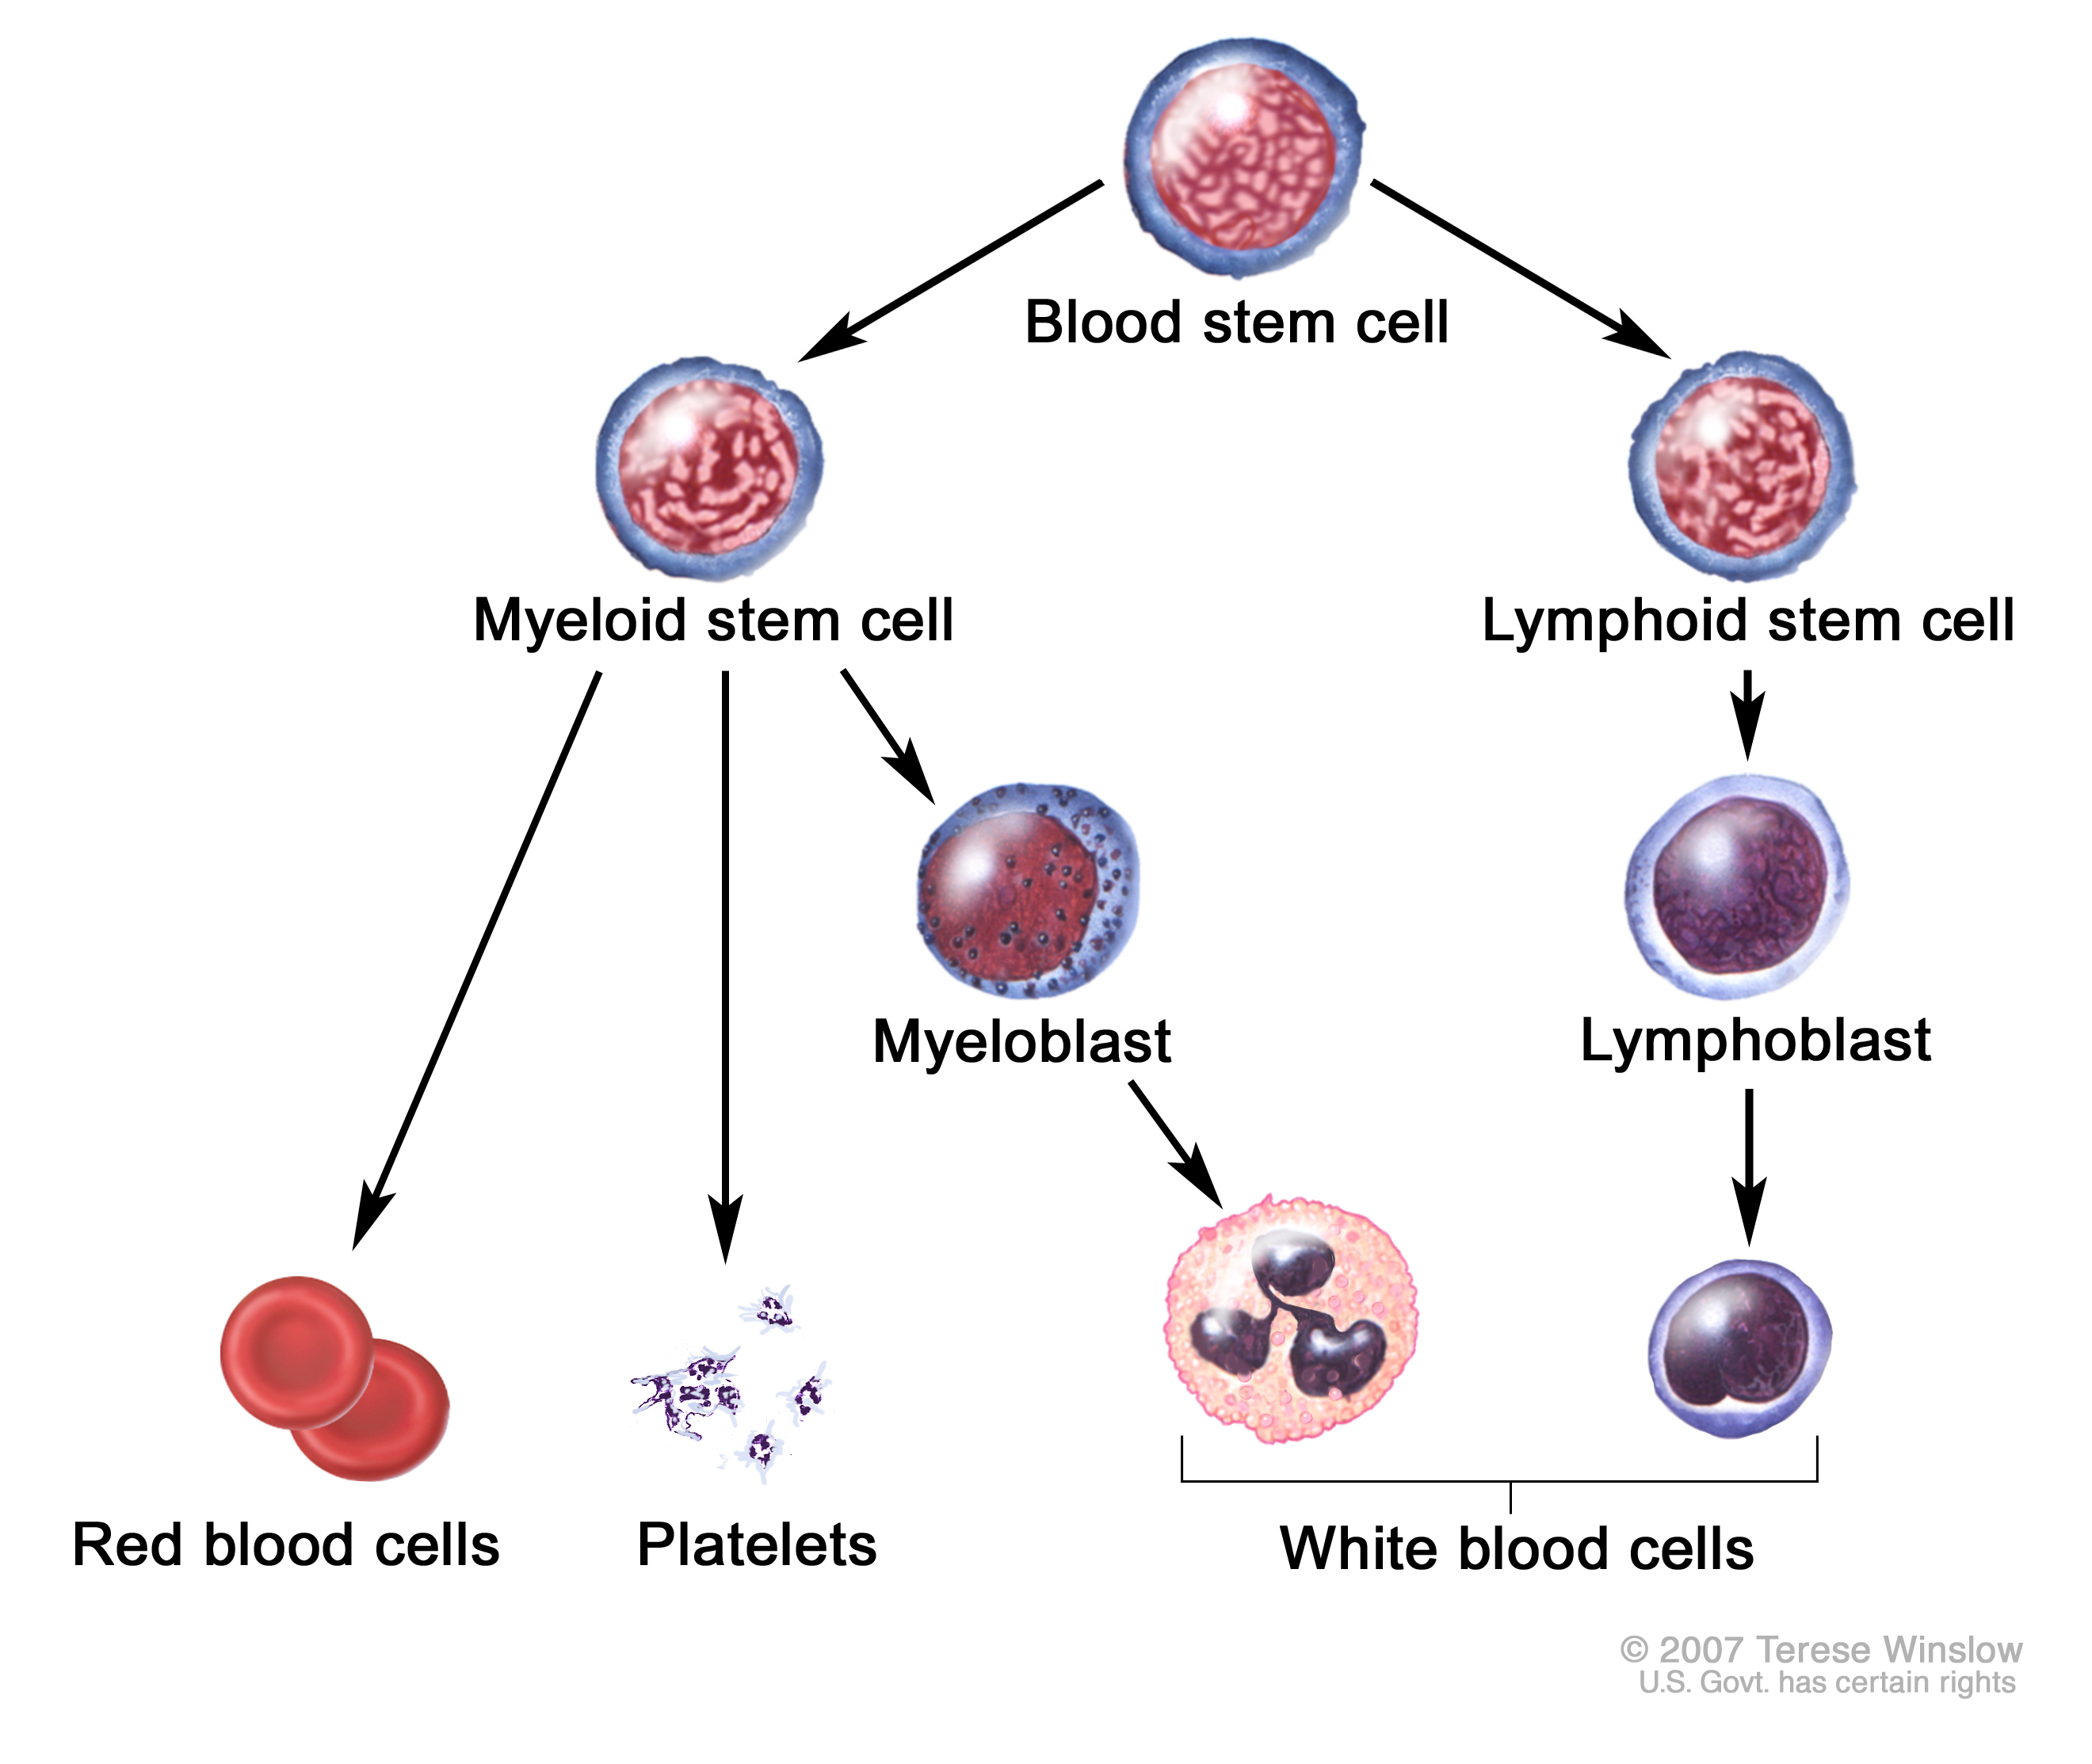 Blood stem cell
Myeloid stem cell
Lymphoid stem cell
Myeloblast
Lymphoblast
Red blood cells
Platelets
White blood cells
© 2007 Terese Winslow
U.S. Govt. has certain rights